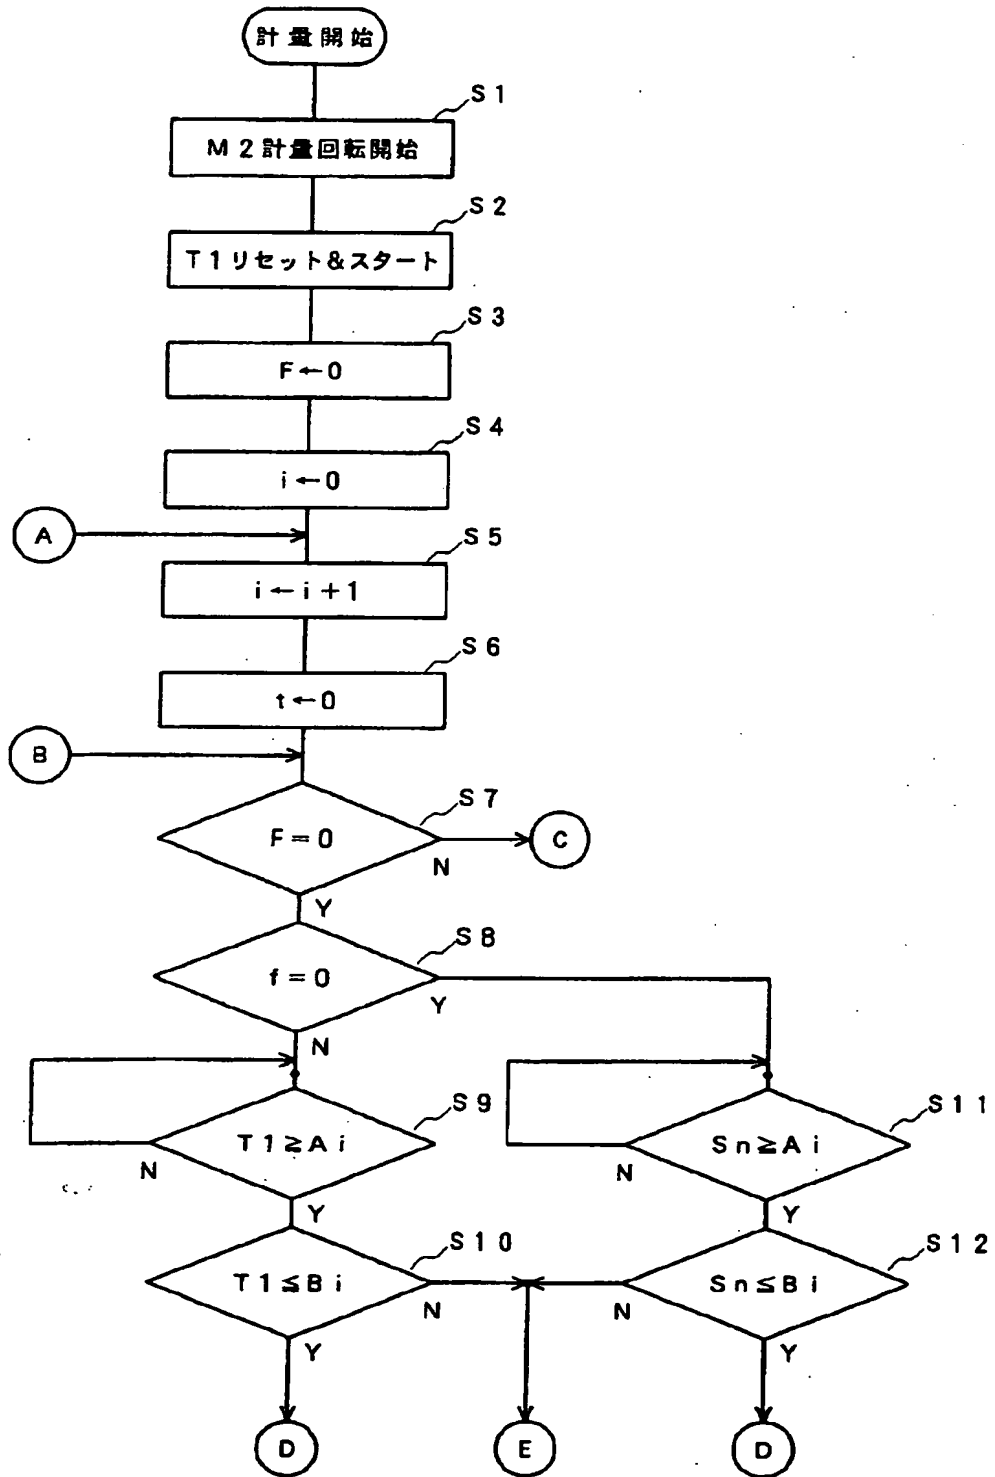 計量開始
S1
M2計量回転開始
S2
T1リセット&スタート
S3
F←0
S4
i←0
A
S5
i←i+1
S6
t←0
B
S7
F=0
C
N
Y
S8
f=0
Y
N
S9
T1≧Ai
N
Y
S11
Sn≧Ai
N
Y
S10
T1≦Bi
N
Y
S12
Sn≦Bi
N
Y
D
E
D